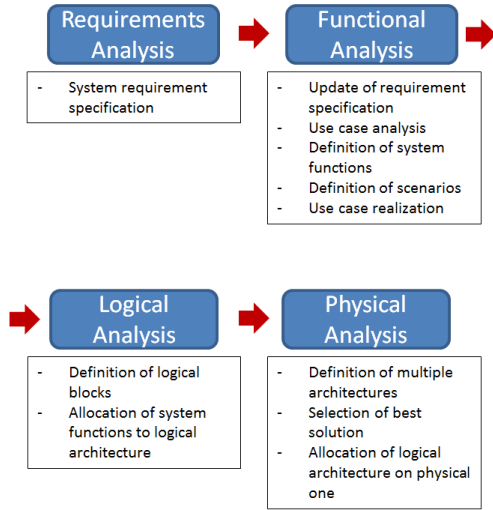 Requirements
Analysis
- System requirement
specification
Functional
Analysis
- Update of requirement
specification
- Use case analysis
- Definition of system
functions
- Definition of scenarios
- Use case realization
Logical
Analysis
- Definition of logical
blocks
- Allocation of system
functions to logical
architecture
Physical
Analysis
- Definition of multiple
architectures
- Selection of best
solution
- Allocation of logical
architecture on physical
one